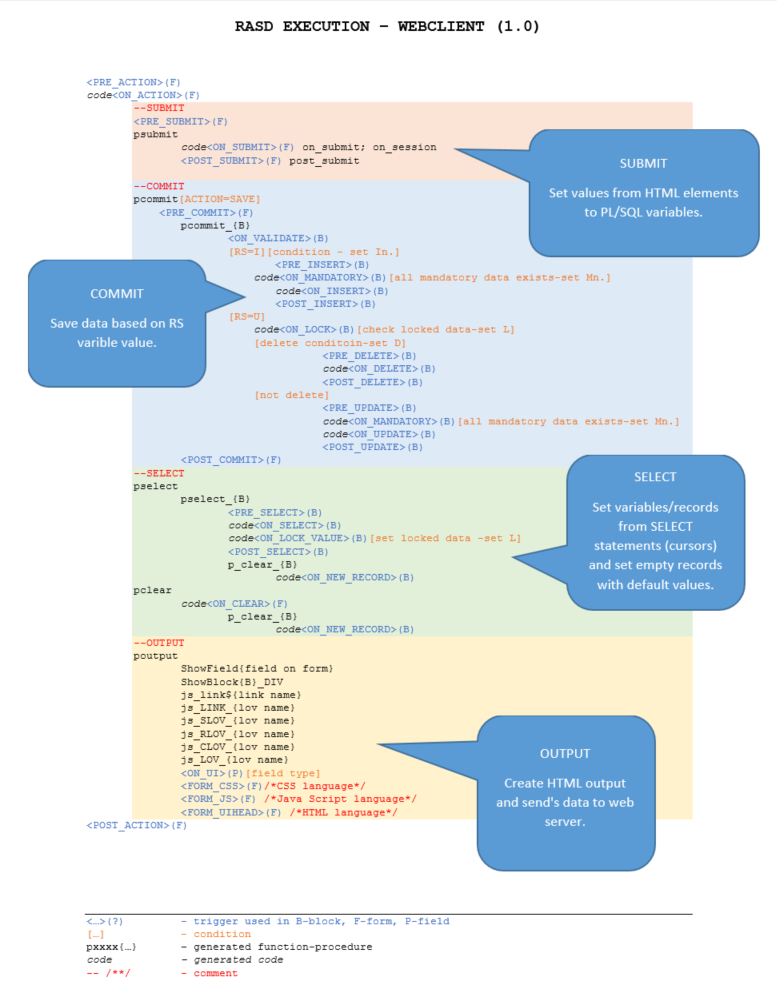 RASD EXECUTION – WEBCLIENT (1.0)
<PRE_ACTION>(F)
code<ON_ACTION>(F)
--SUBMIT
<PRE_SUBMIT>(F)
psubmit
code<ON_SUBMIT>(F) on_submit; on_session
<POST_SUBMIT>(F) post_submit
SUBMIT
Set values from HTML elements
to PL/SQL variables.
--COMMIT
pcommit[ACTION=SAVE]
<PRE_COMMIT>(F)
pcommit_{B}
<ON_VALIDATE>(B)
[RS=I][condition – set In.]
<PRE_INSERT>(B)
code<ON_MANDATORY>(B)[all mandatory data exists-set Mn.]
code<ON_INSERT>(B)
<POST_INSERT>(B)
[RS=U]
code<ON_LOCK>(B)[check locked data-set L]
[delete conditoin-set D]
<PRE_DELETE>(B)
code<ON_DELETE>(B)
<POST_DELETE>(B)
[not delete]
<PRE_UPDATE>(B)
code<ON_MANDATORY>(B)[all mandatory data exists-set Mn.]
code<ON_UPDATE>(B)
<POST_UPDATE>(B)
<POST_COMMIT>(F)
COMMIT
Save data based on RS
varible value.
--SELECT
pselect
pselect_{B}
<PRE_SELECT>(B)
code<ON_SELECT>(B)
code<ON_LOCK_VALUE>(B)[set locked data -set L]
<POST_SELECT>(B)
p_clear_{B}
code<ON_NEW_RECORD>(B)
pclear
code<ON_CLEAR>(F)
p_clear_{B}
code<ON_NEW_RECORD>(B)
SELECT
Set variables/records
from SELECT
statements (cursors)
and set empty records
with default values.
--OUTPUT
poutput
ShowField{field on form}
ShowBlock{B}_DIV
js_link${link name}
js_LINK_{lov name}
js_SLOV_{lov name}
js_RLOV_{lov name}
js_CLOV_{lov name}
js_LOV_{lov name}
<ON_UI>(P)[field type]
<FORM_CSS>(F)/*CSS language*/
<FORM_JS>(F) /*Java Script language*/
<FORM_UIHEAD>(F) /*HTML language*/
<POST_ACTION>(F)
OUTPUT
Create HTML output
and send's data to web
server.
<…>(?) – trigger used in B-block, F-form, P-field
[…] – condition
pxxxx{…} – generated function-procedure
code – generated code
-- /**/ – comment